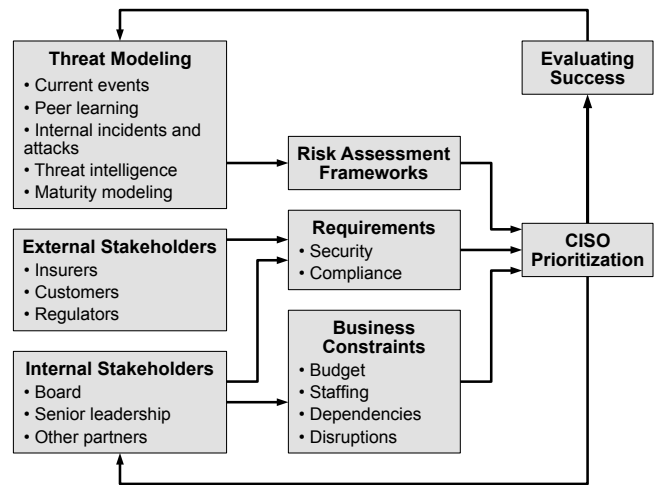 Threat Modeling
• Current events
• Peer learning
• Internal incidents and
attacks
• Threat intelligence
• Maturity modeling
External Stakeholders
• Insurers
• Customers
• Regulators
Internal Stakeholders
• Board
• Senior leadership
• Other partners
Risk Assessment
Frameworks
Requirements
• Security
• Compliance
Business
Constraints
• Budget
• Staffing
• Dependencies
• Disruptions
Evaluating
Success
CISO
Prioritization